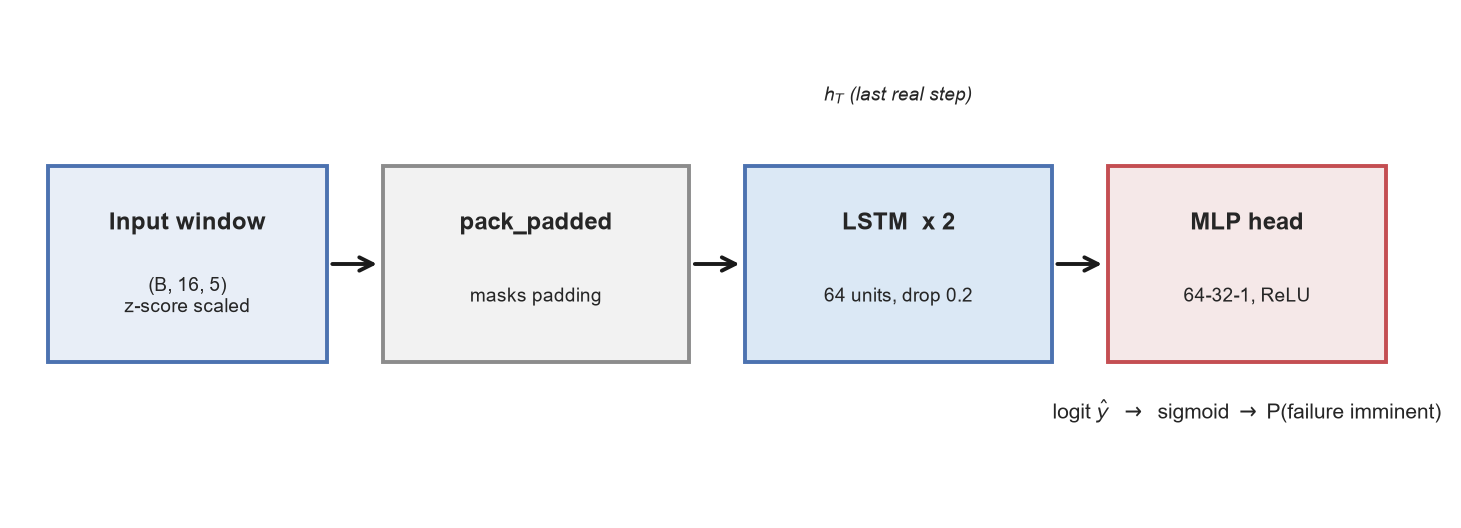 h_T (last real step)
Input window
(B, 16, 5)
z-score scaled
pack_padded
masks padding
LSTM x 2
64 units, drop 0.2
MLP head
64-32-1, ReLU
logit ŷ → sigmoid → P(failure imminent)